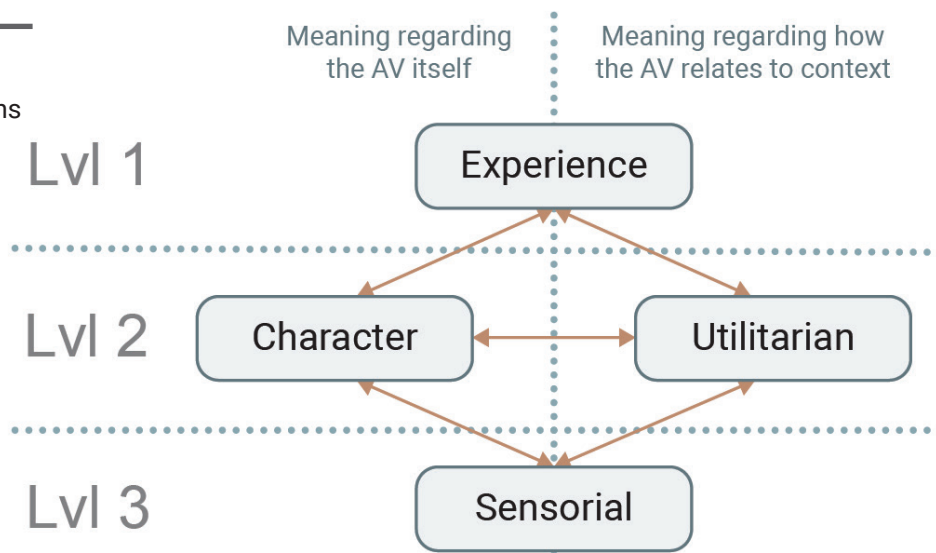 Meaning regarding
the AV itself
Meaning regarding how
the AV relates to context
ns
Lvl 1
Experience
Lvl 2
Character
Utilitarian
Lvl 3
Sensorial